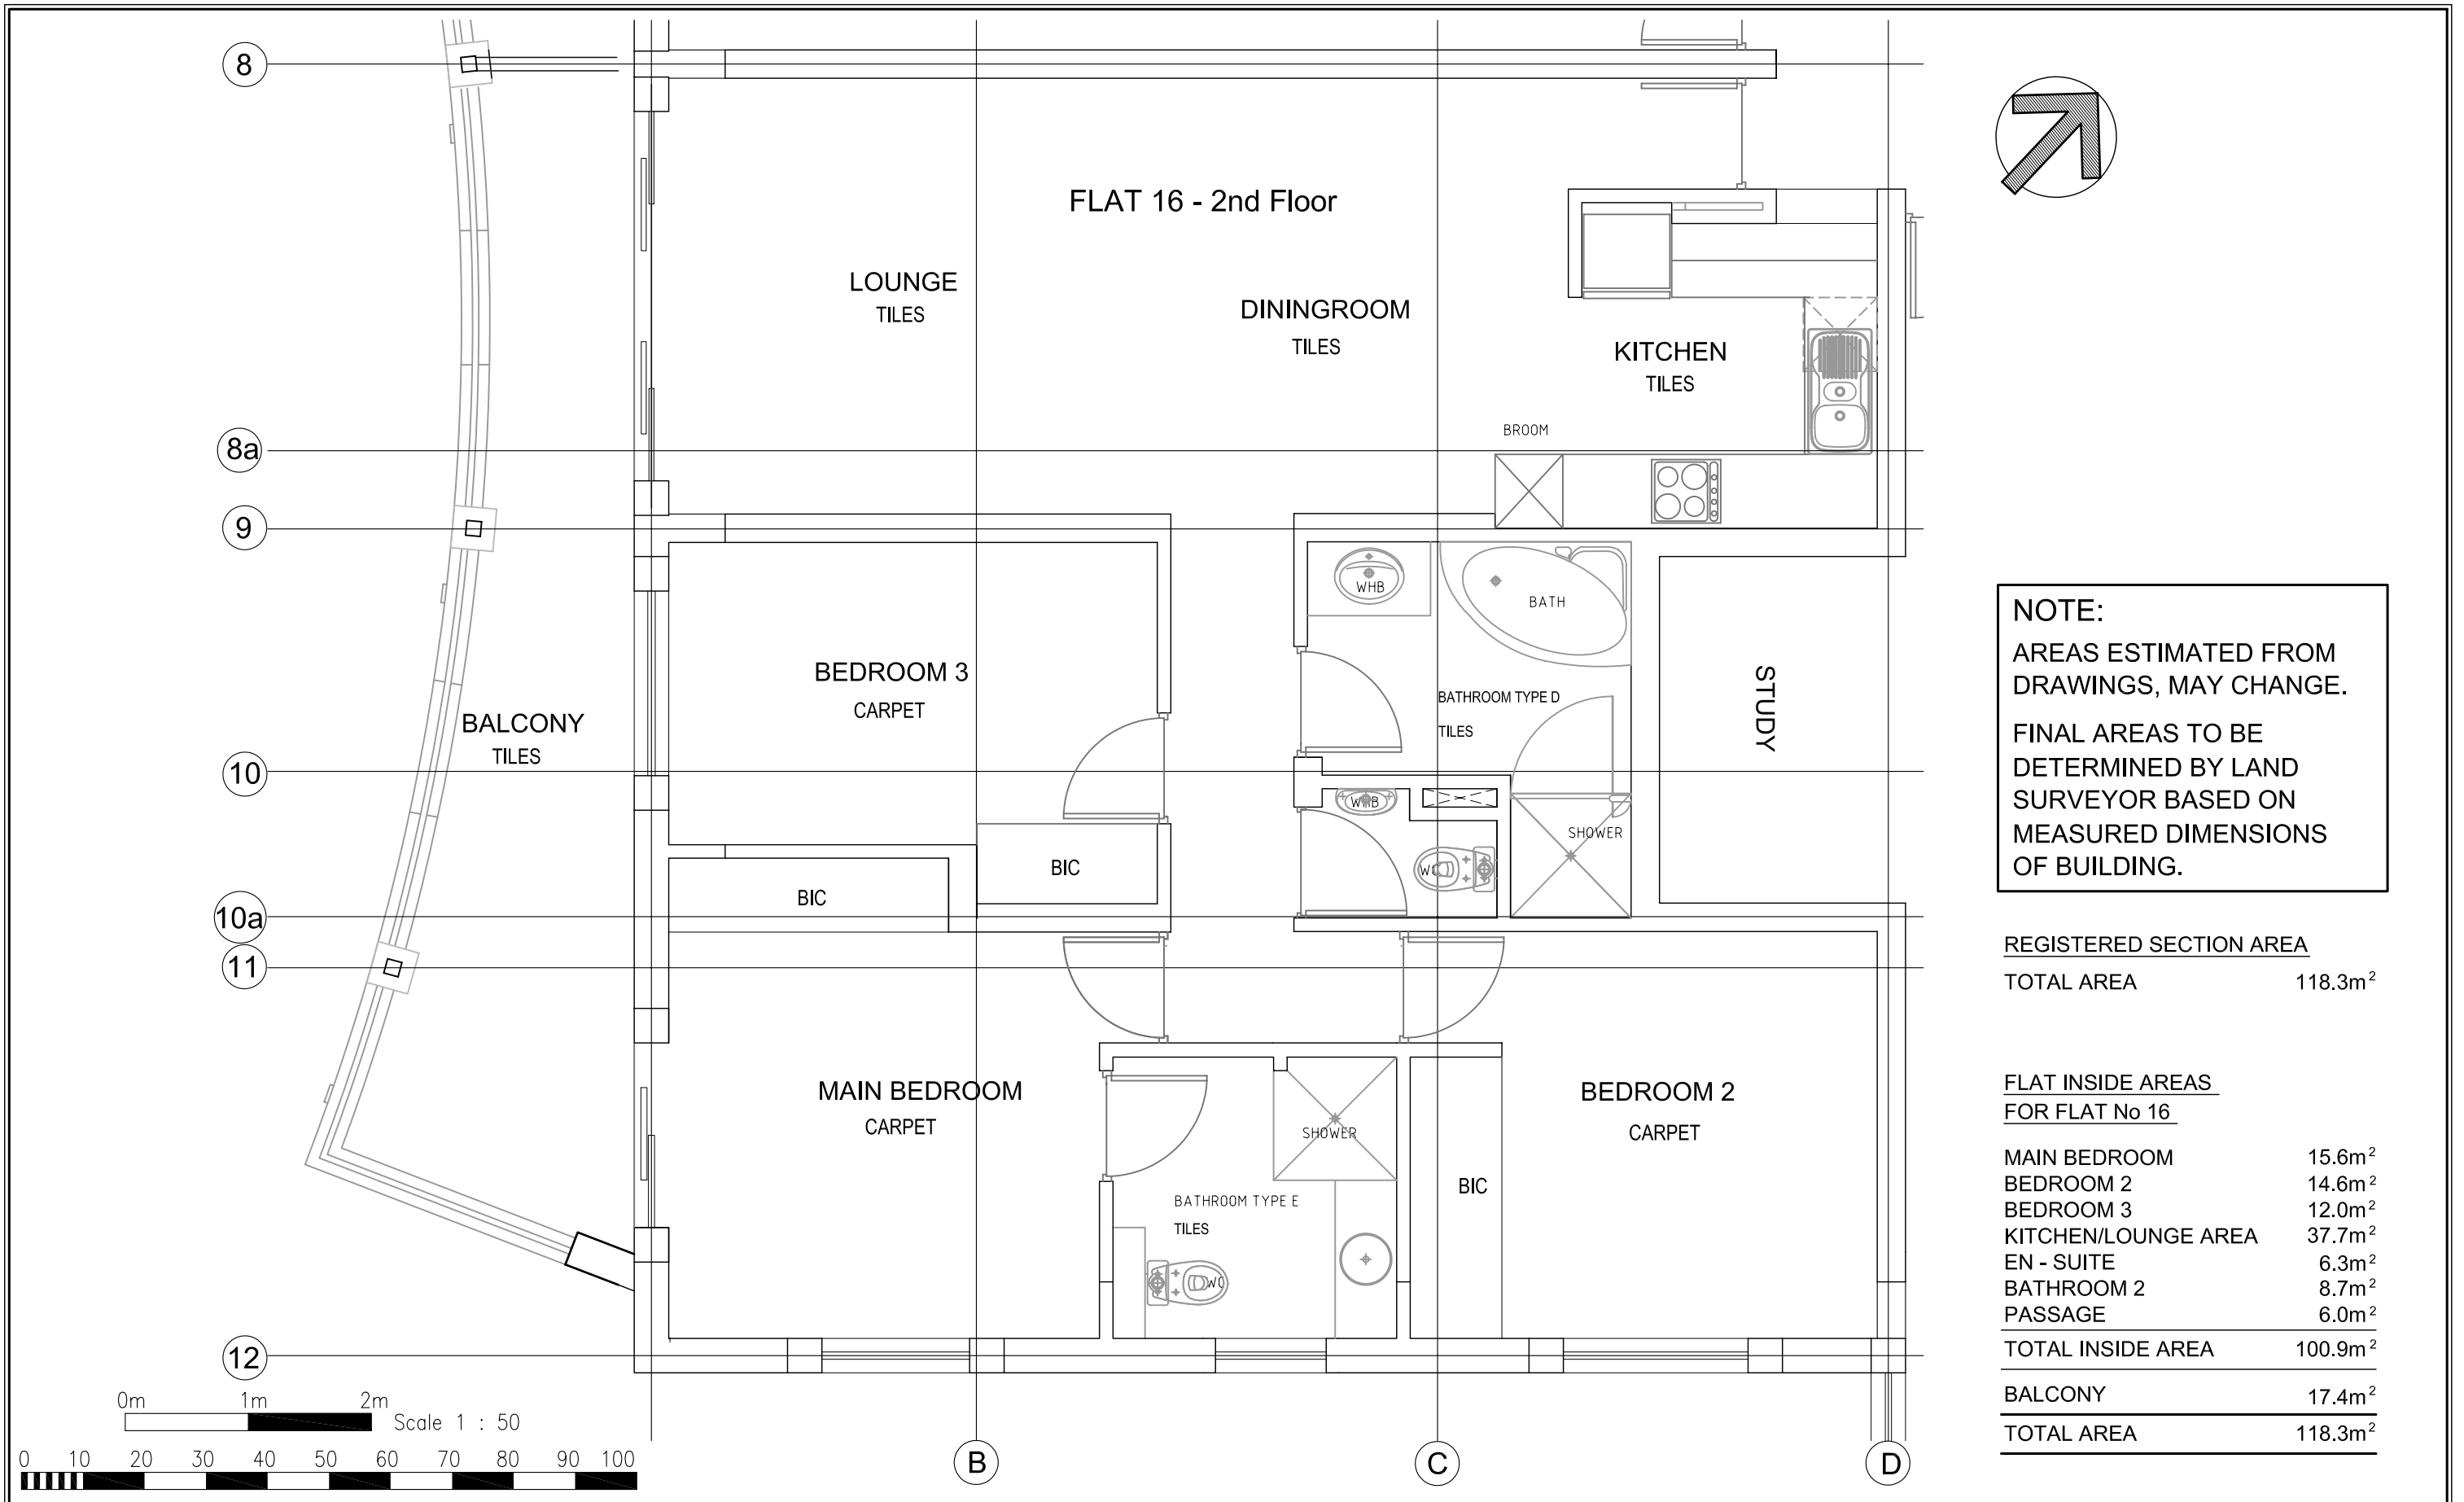 8
FLAT 16 - 2nd Floor
LOUNGE
TILES
DININGROOM
TILES
KITCHEN
TILES
BROOM
8a
9
WHB
BATH
BEDROOM 3
CARPET
BATHROOM TYPE D
TILES
STUDY
BALCONY
TILES
10
WHB
SHOWER
WC
BIC
BIC
10a
11
MAIN BEDROOM
CARPET
SHOWER
BEDROOM 2
CARPET
BIC
BATHROOM TYPE E
TILES
WC
12
B
C
D
0m 1m 2m
Scale 1 : 50
0 10 20 30 40 50 60 70 80 90 100
NOTE:
AREAS ESTIMATED FROM
DRAWINGS, MAY CHANGE.
FINAL AREAS TO BE
DETERMINED BY LAND
SURVEYOR BASED ON
MEASURED DIMENSIONS
OF BUILDING.
REGISTERED SECTION AREA
TOTAL AREA 118.3m²
FLAT INSIDE AREAS
FOR FLAT No 16
MAIN BEDROOM 15.6m²
BEDROOM 2 14.6m²
BEDROOM 3 12.0m²
KITCHEN/LOUNGE AREA 37.7m²
EN - SUITE 6.3m²
BATHROOM 2 8.7m²
PASSAGE 6.0m²
TOTAL INSIDE AREA 100.9m²
BALCONY 17.4m²
TOTAL AREA 118.3m²